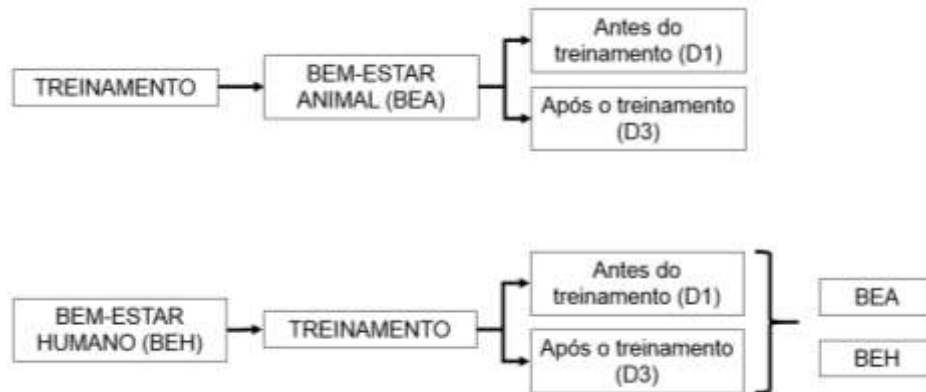 Antes do
treinamento (D1)
TREINAMENTO
BEM-ESTAR
ANIMAL (BEA)
Após o treinamento
(D3)
Antes do
treinamento (D1)
BEM-ESTAR
HUMANO (BEH)
TREINAMENTO
Após o treinamento
(D3)
BEA
BEH